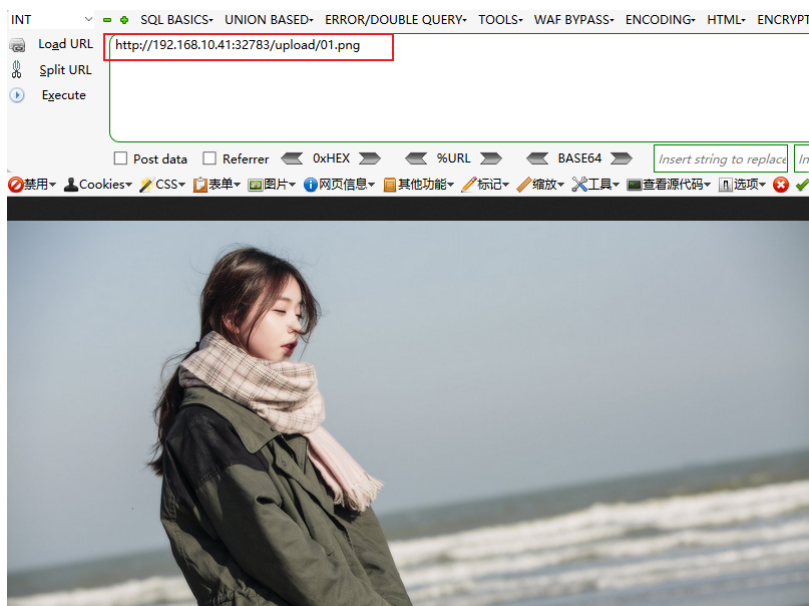 INT SQL BASICS▾ UNION BASED▾ ERROR/DOUBLE QUERY▾ TOOLS▾ WAF BYPASS▾ ENCODING▾ HTML▾ ENCRYPT
Load URL http://192.168.10.41:32783/upload/01.png
Split URL
Execute
Post data Referrer 0xHEX %URL BASE64 Insert string to replace In
禁用▾ Cookies▾ CSS▾ 表单▾ 图片▾ 网页信息▾ 其他功能▾ 标记▾ 缩放▾ 工具▾ 查看源代码▾ 选项▾